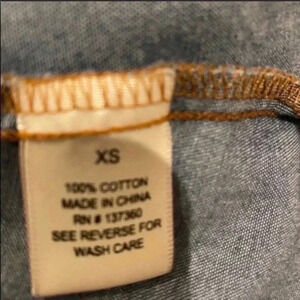 XS
100% COTTON
MADE IN CHINA
RN # 137360
SEE REVERSE FOR
WASH CARE